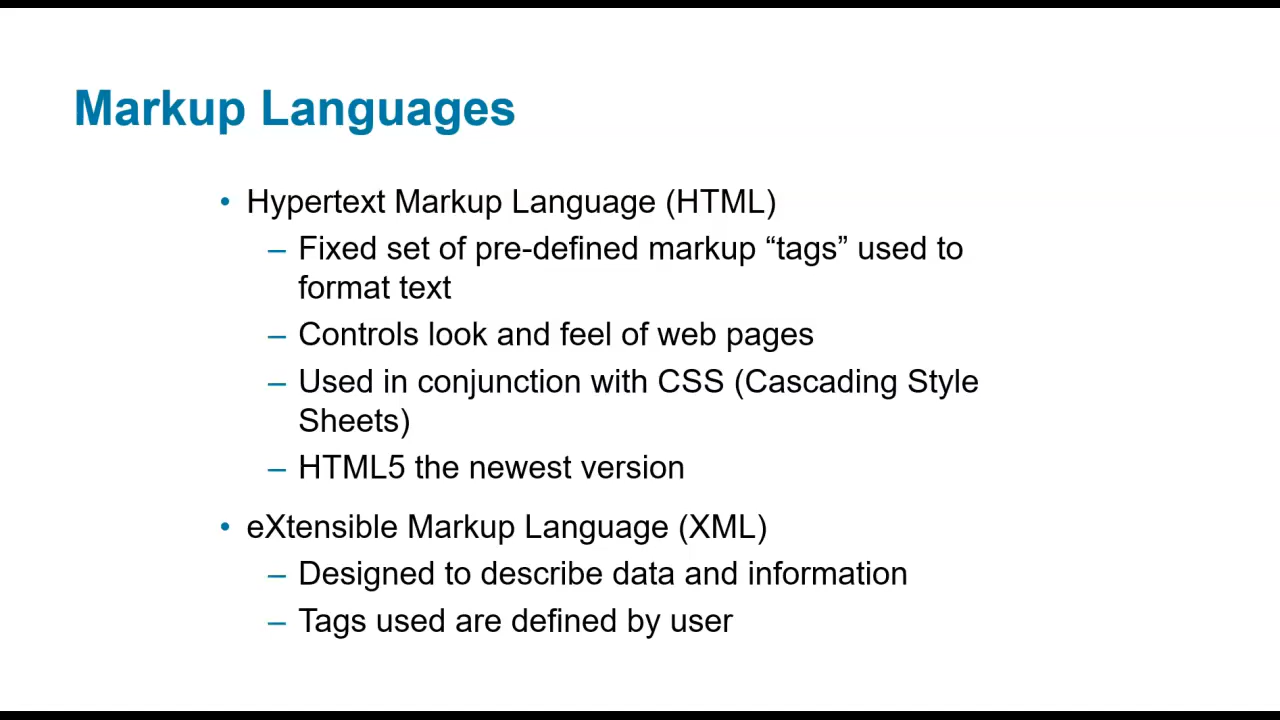 Markup Languages
• Hypertext Markup Language (HTML)
– Fixed set of pre-defined markup “tags” used to
format text
– Controls look and feel of web pages
– Used in conjunction with CSS (Cascading Style
Sheets)
– HTML5 the newest version
• eXtensible Markup Language (XML)
– Designed to describe data and information
– Tags used are defined by user